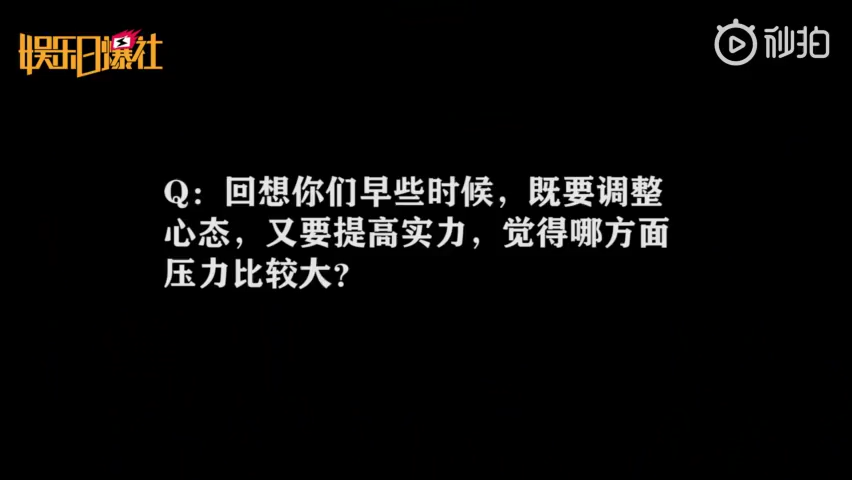 娱乐日爆社
秒拍
Q：回想你们早些时候，既要调整
心态，又要提高实力，觉得哪方面
压力比较大？